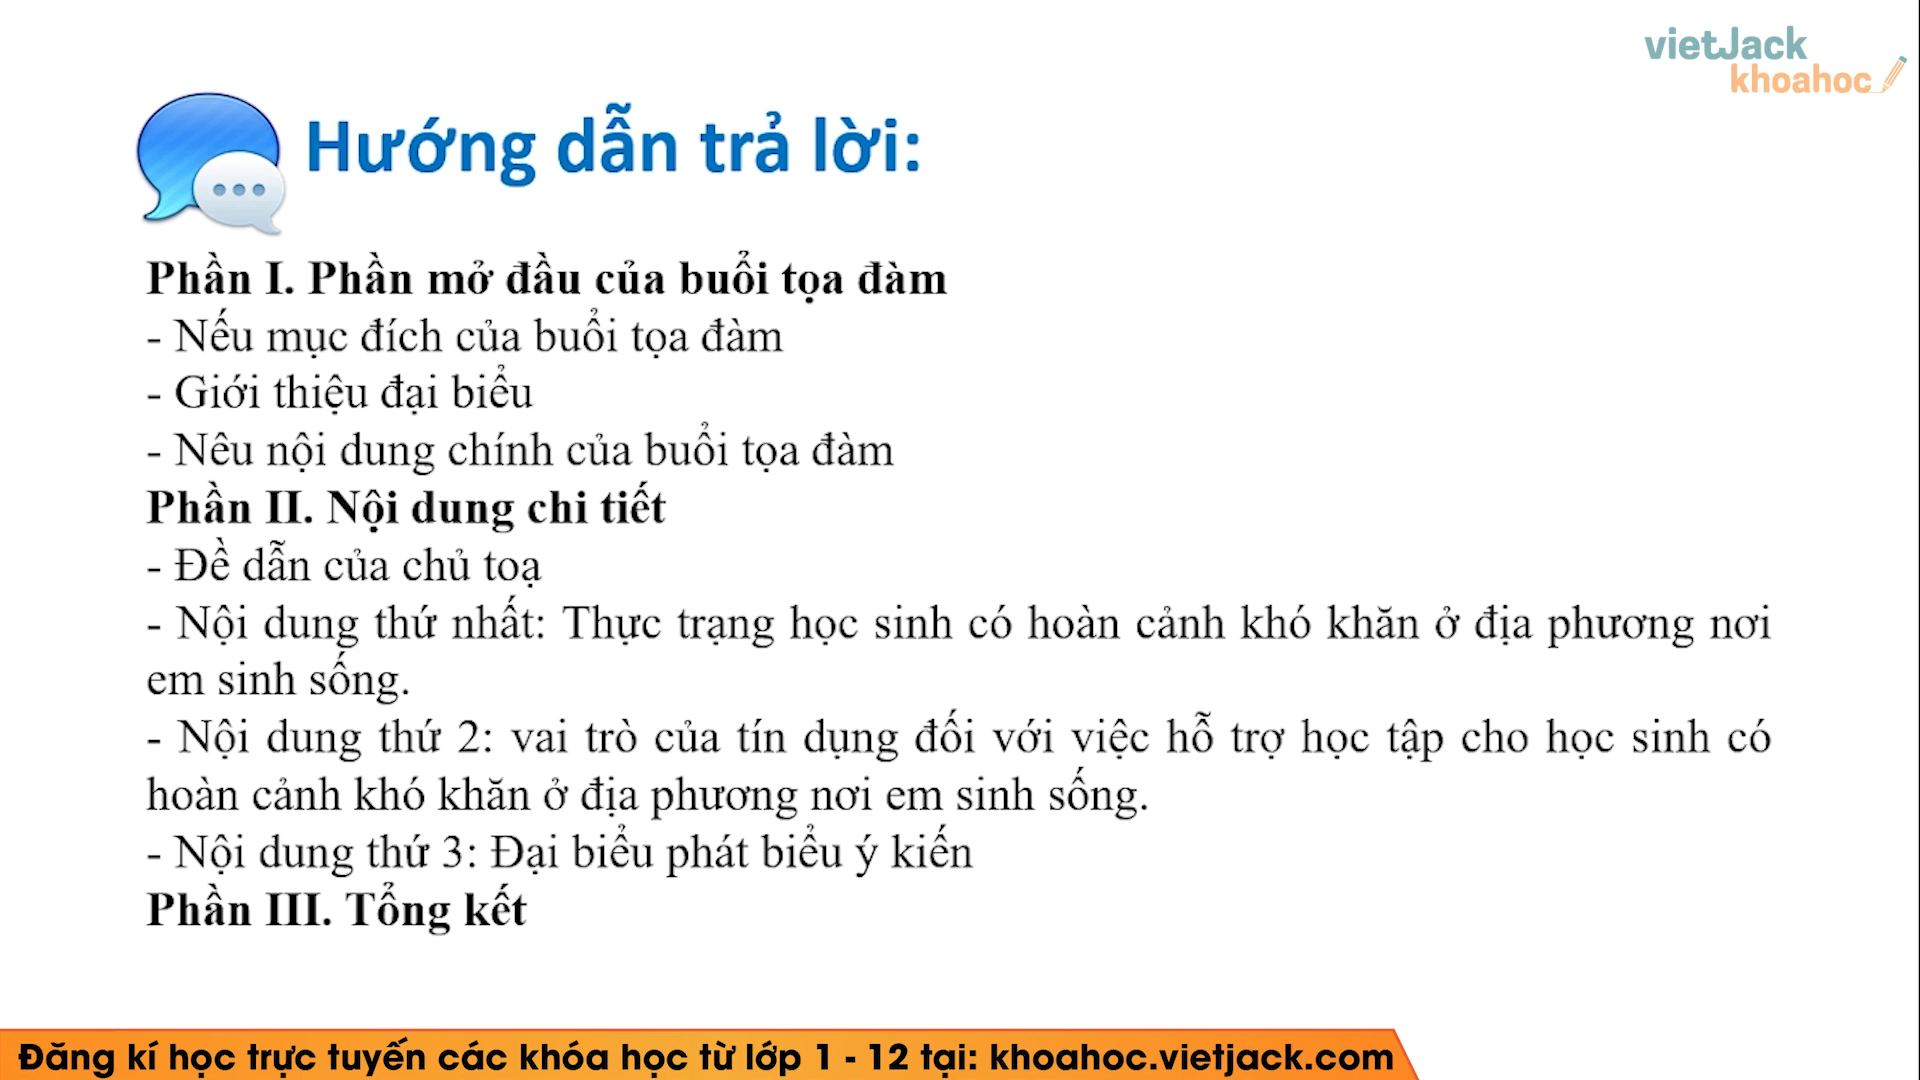 vietJack
khoahoc
Hướng dẫn trả lời:
Phần I. Phần mở đầu của buổi tọa đàm
- Nếu mục đích của buổi tọa đàm
- Giới thiệu đại biểu
- Nêu nội dung chính của buổi tọa đàm
Phần II. Nội dung chi tiết
- Đề dẫn của chủ toạ
- Nội dung thứ nhất: Thực trạng học sinh có hoàn cảnh khó khăn ở địa phương nơi
em sinh sống.
- Nội dung thứ 2: vai trò của tín dụng đối với việc hỗ trợ học tập cho học sinh có
hoàn cảnh khó khăn ở địa phương nơi em sinh sống.
- Nội dung thứ 3: Đại biểu phát biểu ý kiến
Phần III. Tổng kết
Đăng kí học trực tuyến các khóa học từ lớp 1 - 12 tại: khoahoc.vietjack.com